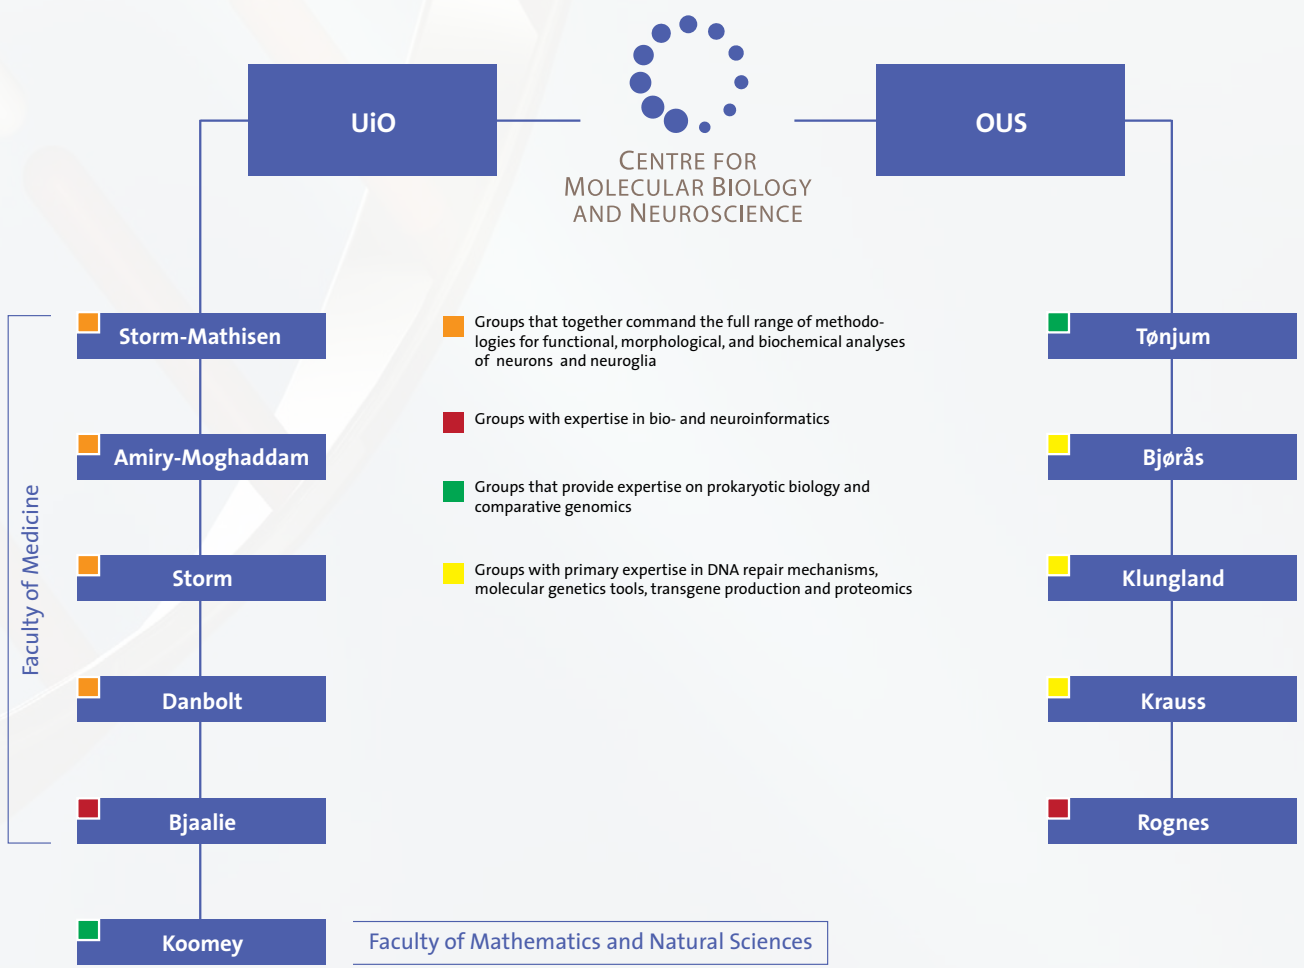 UiO
OUS
CENTRE FOR
MOLECULAR BIOLOGY
AND NEUROSCIENCE
Faculty of Medicine
Storm-Mathisen
Amiry-Moghaddam
Storm
Danbolt
Bjaalie
Koomey
Faculty of Mathematics and Natural Sciences
Groups that together command the full range of methodo-
logies for functional, morphological, and biochemical analyses
of neurons and neuroglia
Groups with expertise in bio- and neuroinformatics
Groups that provide expertise on prokaryotic biology and
comparative genomics
Groups with primary expertise in DNA repair mechanisms,
molecular genetics tools, transgene production and proteomics
Tønjum
Bjørås
Klungland
Krauss
Rognes